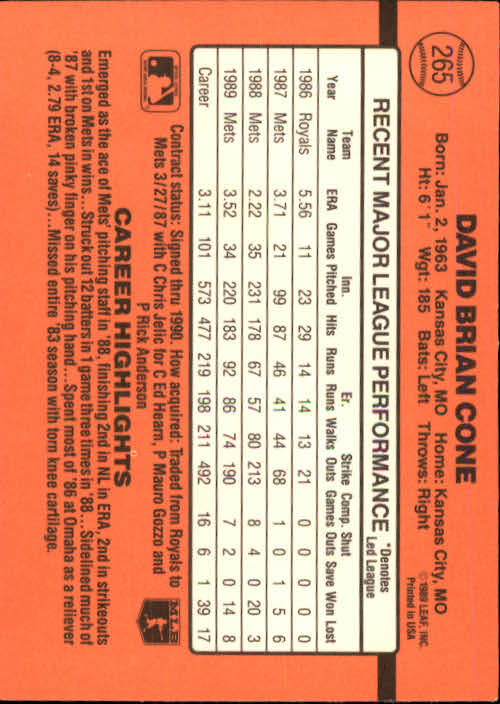 265
DAVID BRIAN CONE
Born: Jan. 2, 1963 Kansas City, MO Home: Kansas City, MO
Ht: 6'1" Wgt: 185 Bats: Left Throws: Right
© 1989 LEAF, INC.
Printed in USA
RECENT MAJOR LEAGUE PERFORMANCE *Denotes Led League
Year Team Name ERA Games Inn. Pitched Hits Runs Er. Runs Walks Strike Outs Comp. Games Shut Outs Save Won Lost
1986 Royals 5.56 11 23 29 14 14 13 21 0 0 0 0 0
1987 Mets 3.71 21 99 87 46 41 44 68 1 0 1 5 6
1988 Mets 2.22 35 231 178 67 57 80 213 8 4 0 20 3
1989 Mets 3.52 34 220 183 92 86 74 190 7 2 0 14 8
Career 3.11 101 573 477 219 198 211 492 16 6 1 39 17
Contract status: Signed thru 1990. How acquired: Traded from Royals to
Mets 3/27/87 with C Chris Jelic for C Ed Hearn, P Mauro Gozzo and
P Rick Anderson
MLB
CAREER HIGHLIGHTS
Emerged as the ace of Mets' pitching staff in '88, finishing 2nd in NL in ERA, 2nd in strikeouts
and 1st on Mets in wins...Struck out 12 batters in 1 game three times in '88...Sidelined much of
'87 with broken pinky finger on his pitching hand...Spent most of '86 at Omaha as a reliever
(8-4, 2.79 ERA, 14 saves)...Missed entire '83 season with torn knee cartilage.